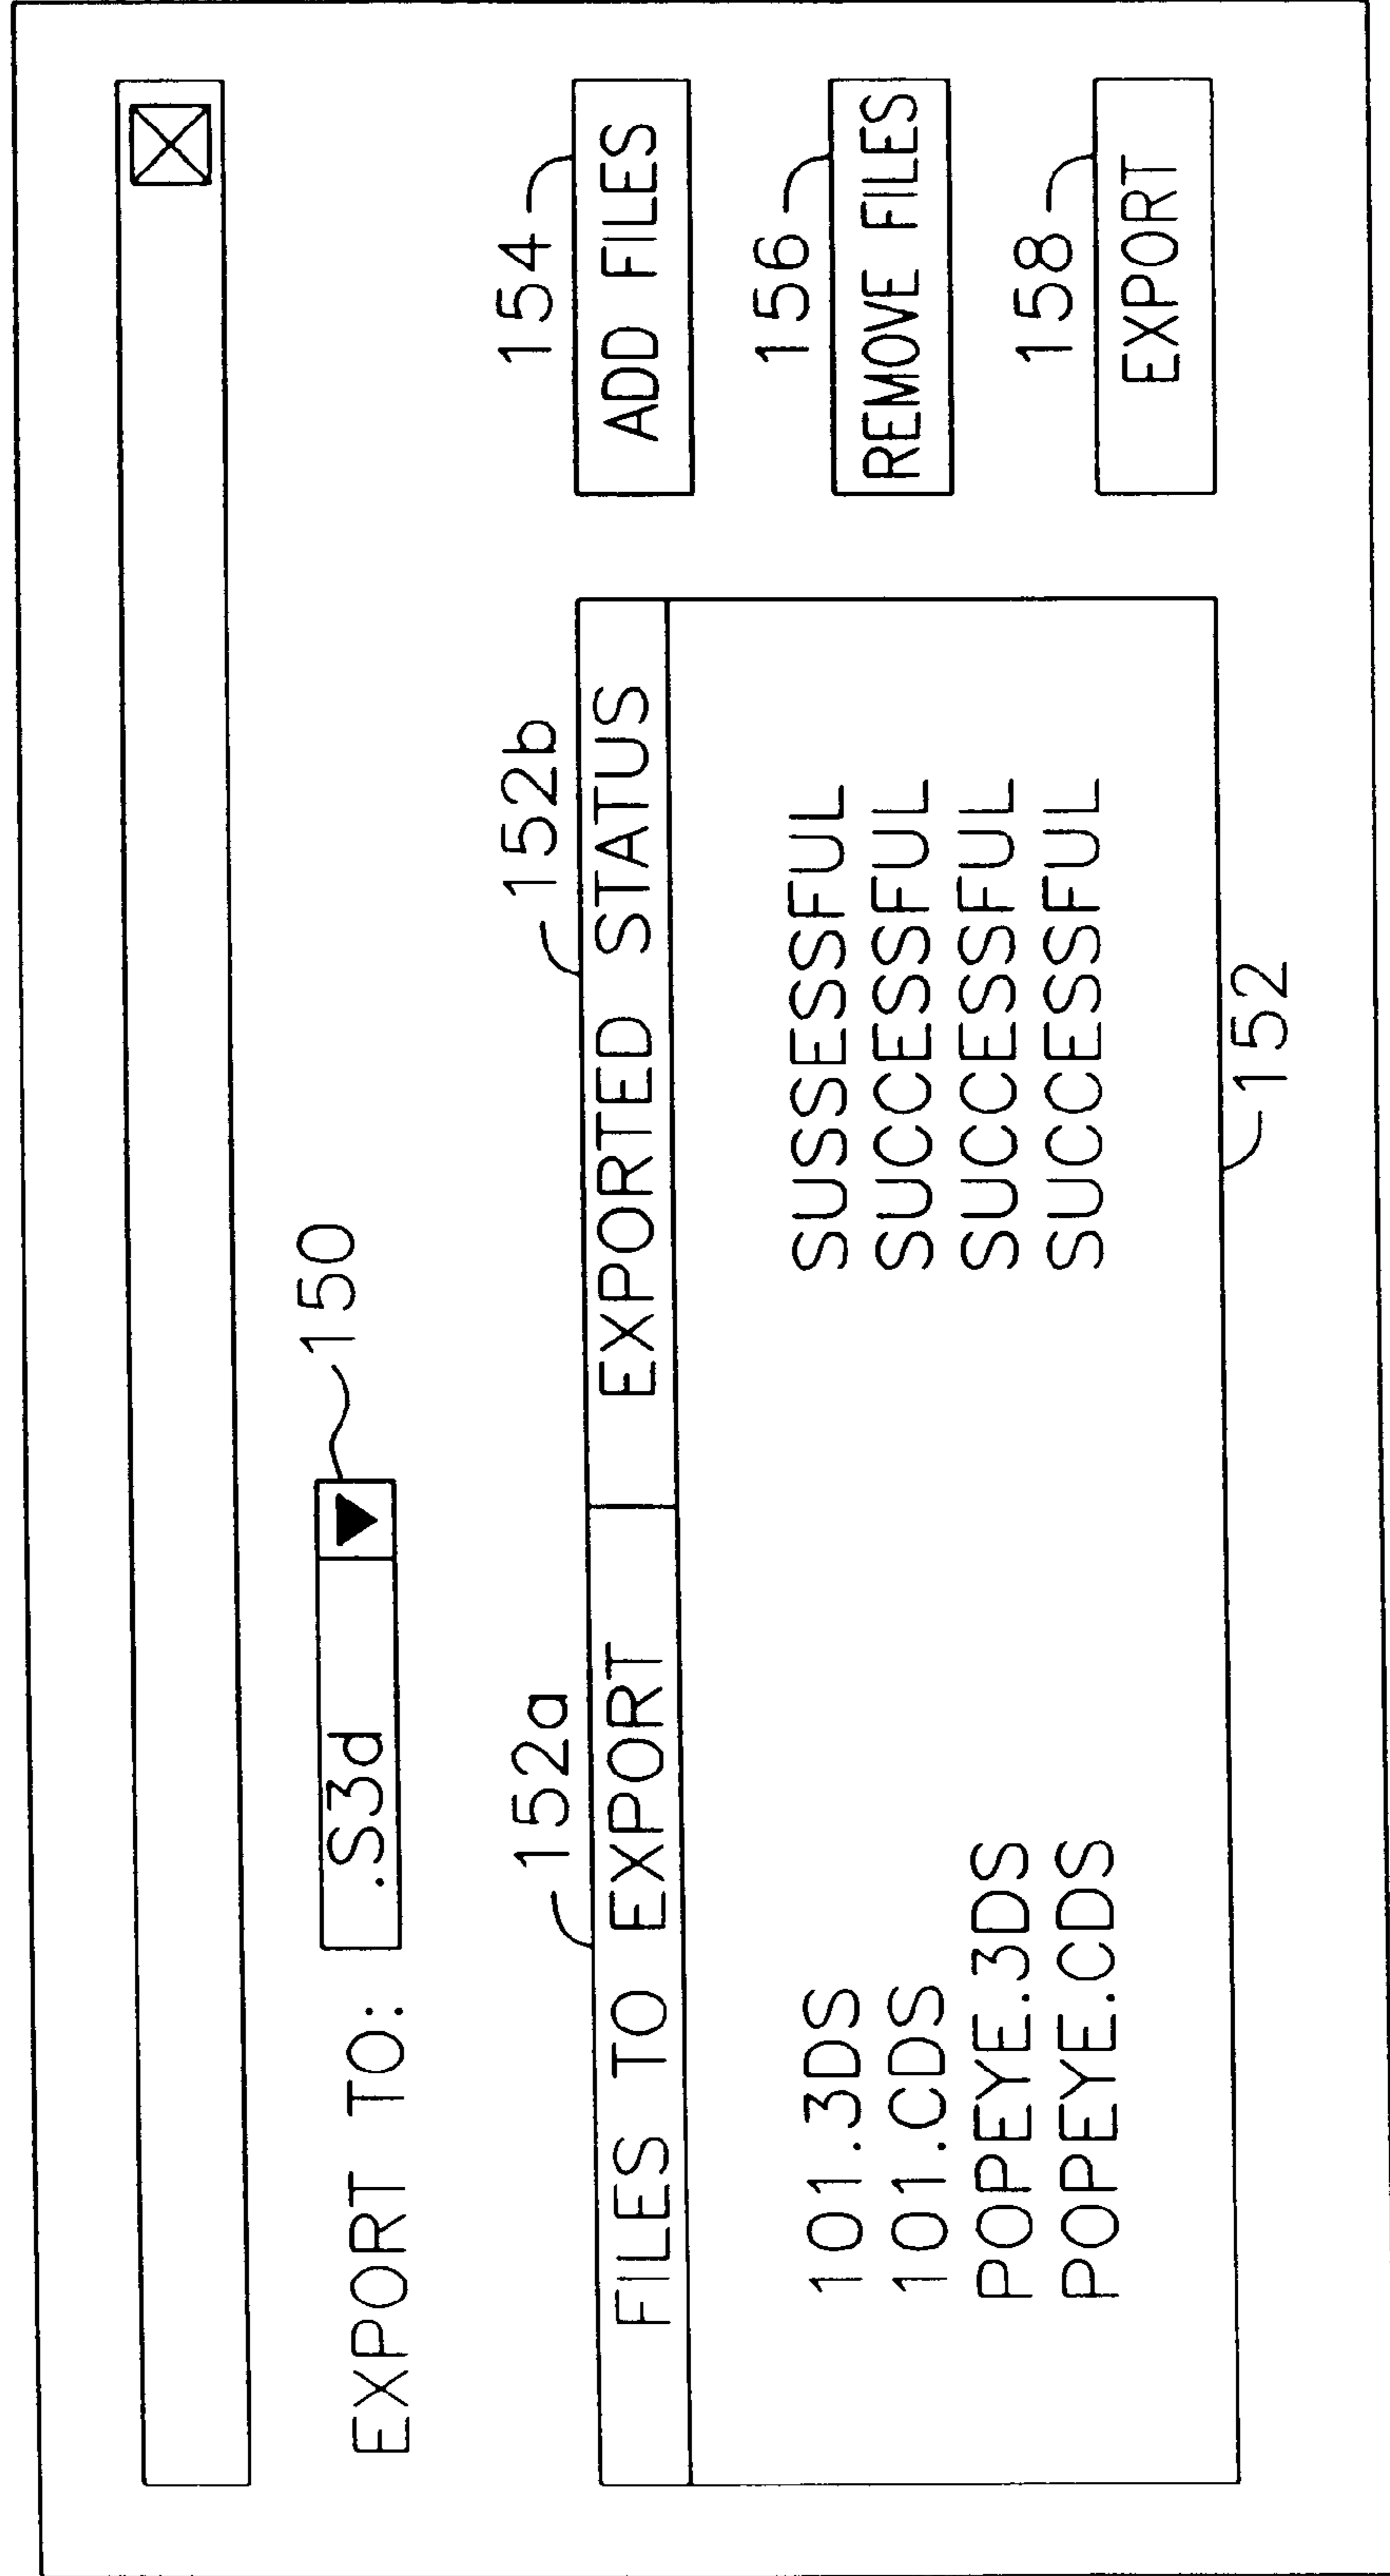 150
EXPORT TO: .S3d
152a 152b 154
FILES TO EXPORT EXPORTED STATUS ADD FILES
101.3DS SUSSESSFUL
101.CDS SUCCESSFUL
POPEYE.3DS SUCCESSFUL
POPEYE.CDS SUCCESSFUL
156
REMOVE FILES
158
EXPORT
152